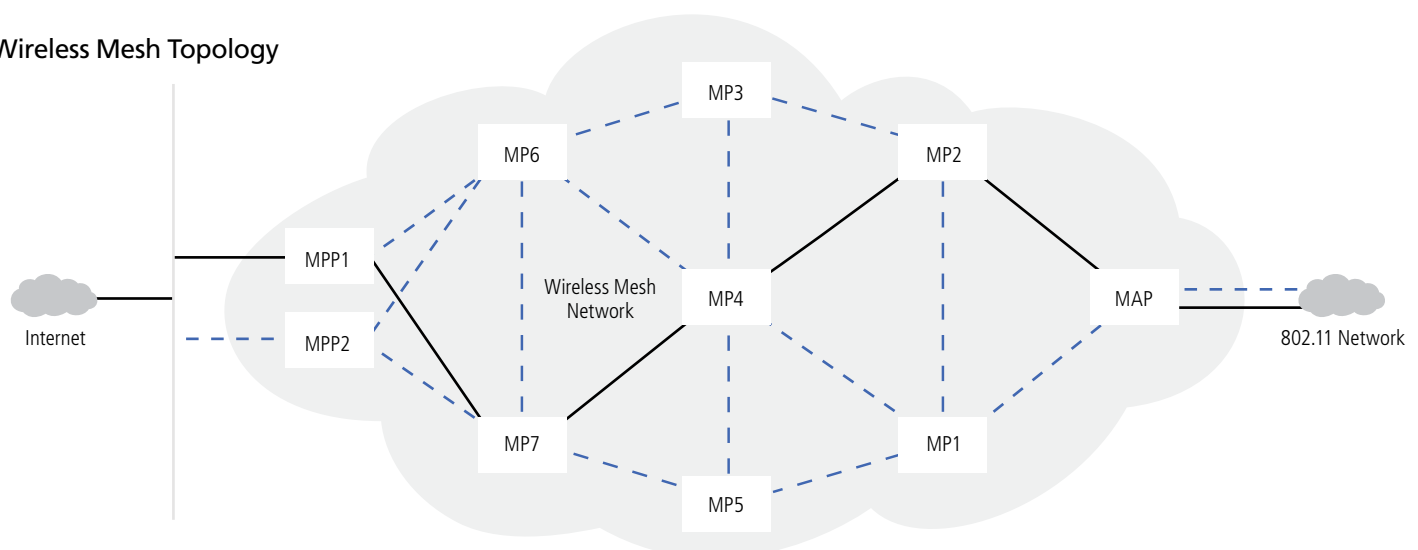 Wireless Mesh Topology
MP3
MP6
MP2
MPP1
Wireless Mesh
Network
MP4
MAP
Internet
MPP2
802.11 Network
MP7
MP1
MP5